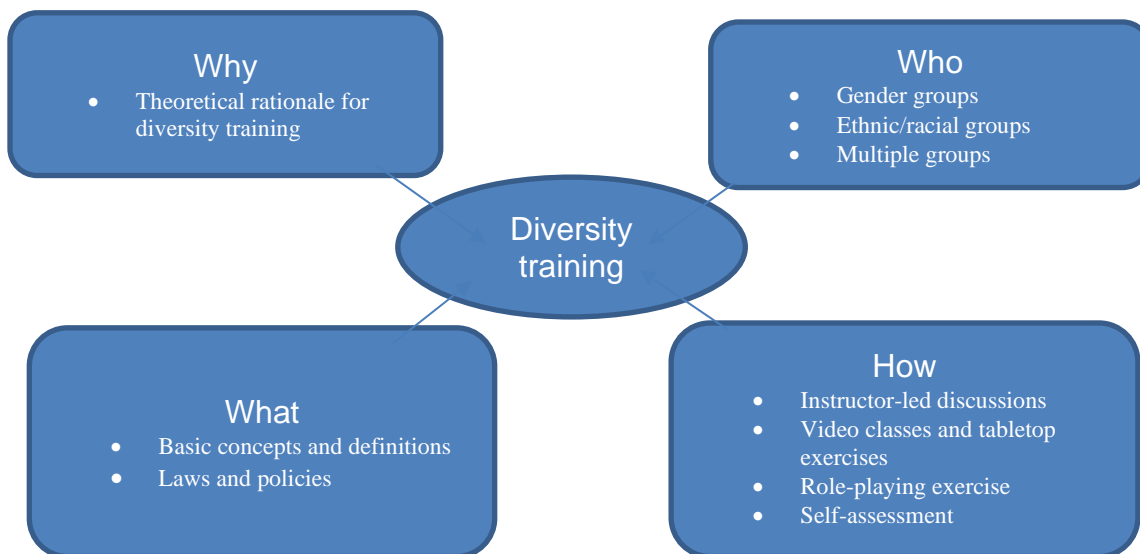 Why
• Theoretical rationale for
diversity training
Who
• Gender groups
• Ethnic/racial groups
• Multiple groups
Diversity
training
What
• Basic concepts and definitions
• Laws and policies
How
• Instructor-led discussions
• Video classes and tabletop
exercises
• Role-playing exercise
• Self-assessment